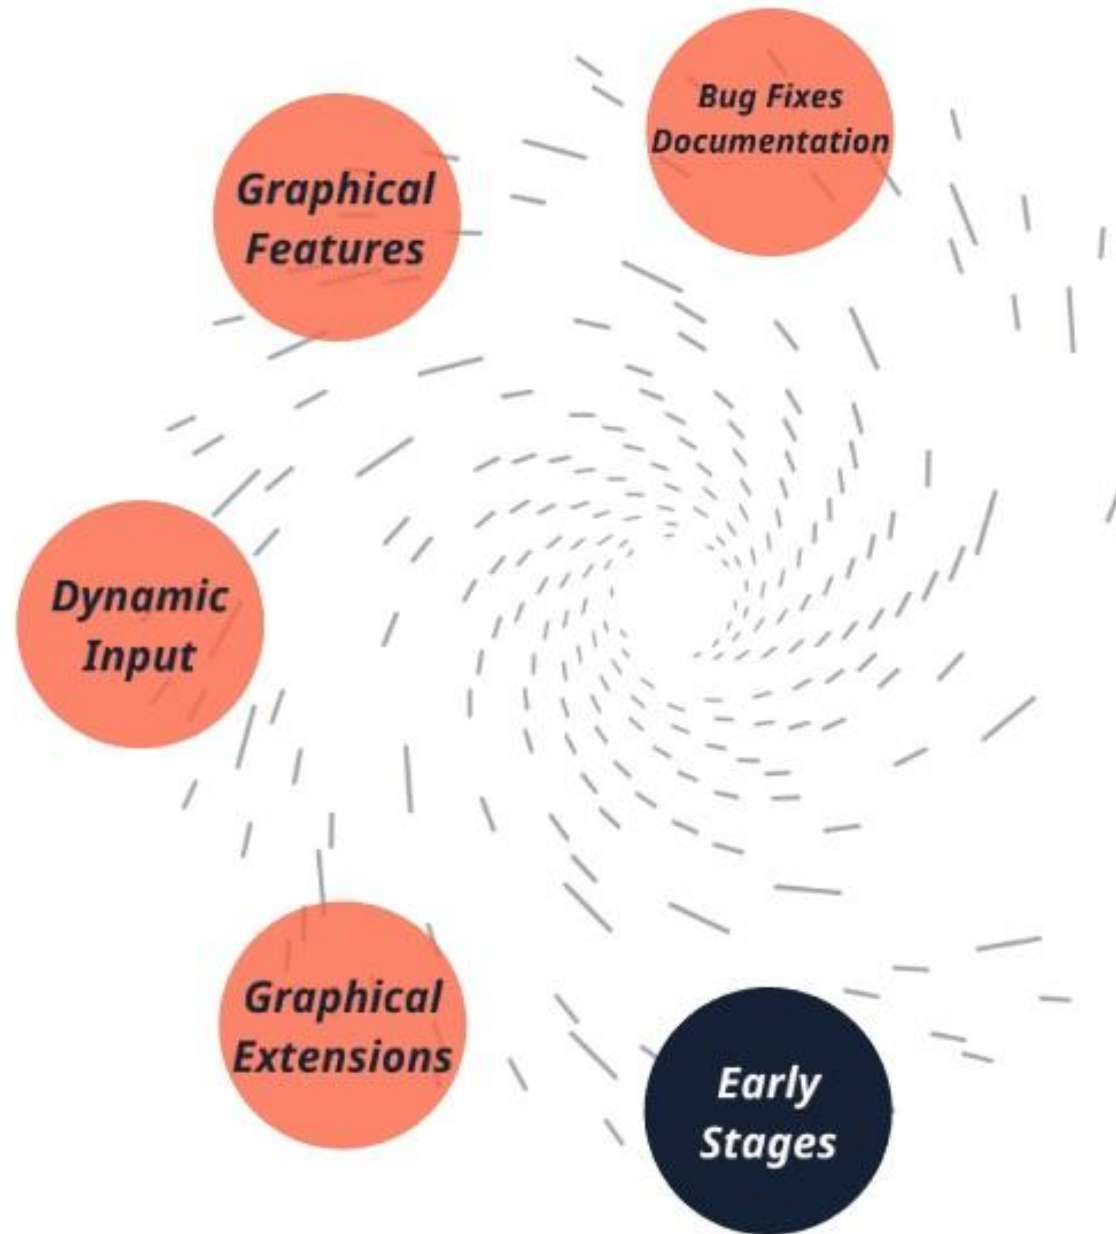 Bug Fixes
Documentation
Graphical
Features
Dynamic
Input
Graphical
Extensions
Early
Stages